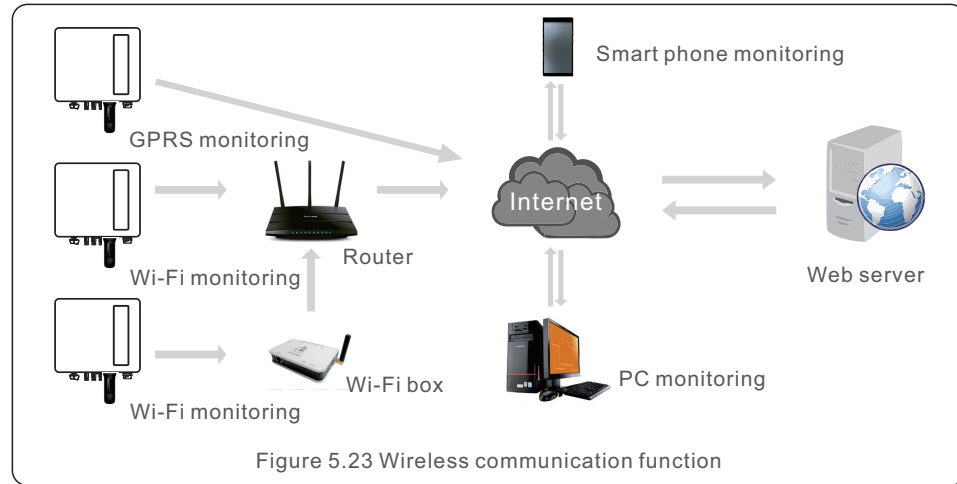 Smart phone monitoring
GPRS monitoring
Internet
Router
Web server
Wi-Fi monitoring
Wi-Fi box
PC monitoring
Wi-Fi monitoring
Figure 5.23 Wireless communication function